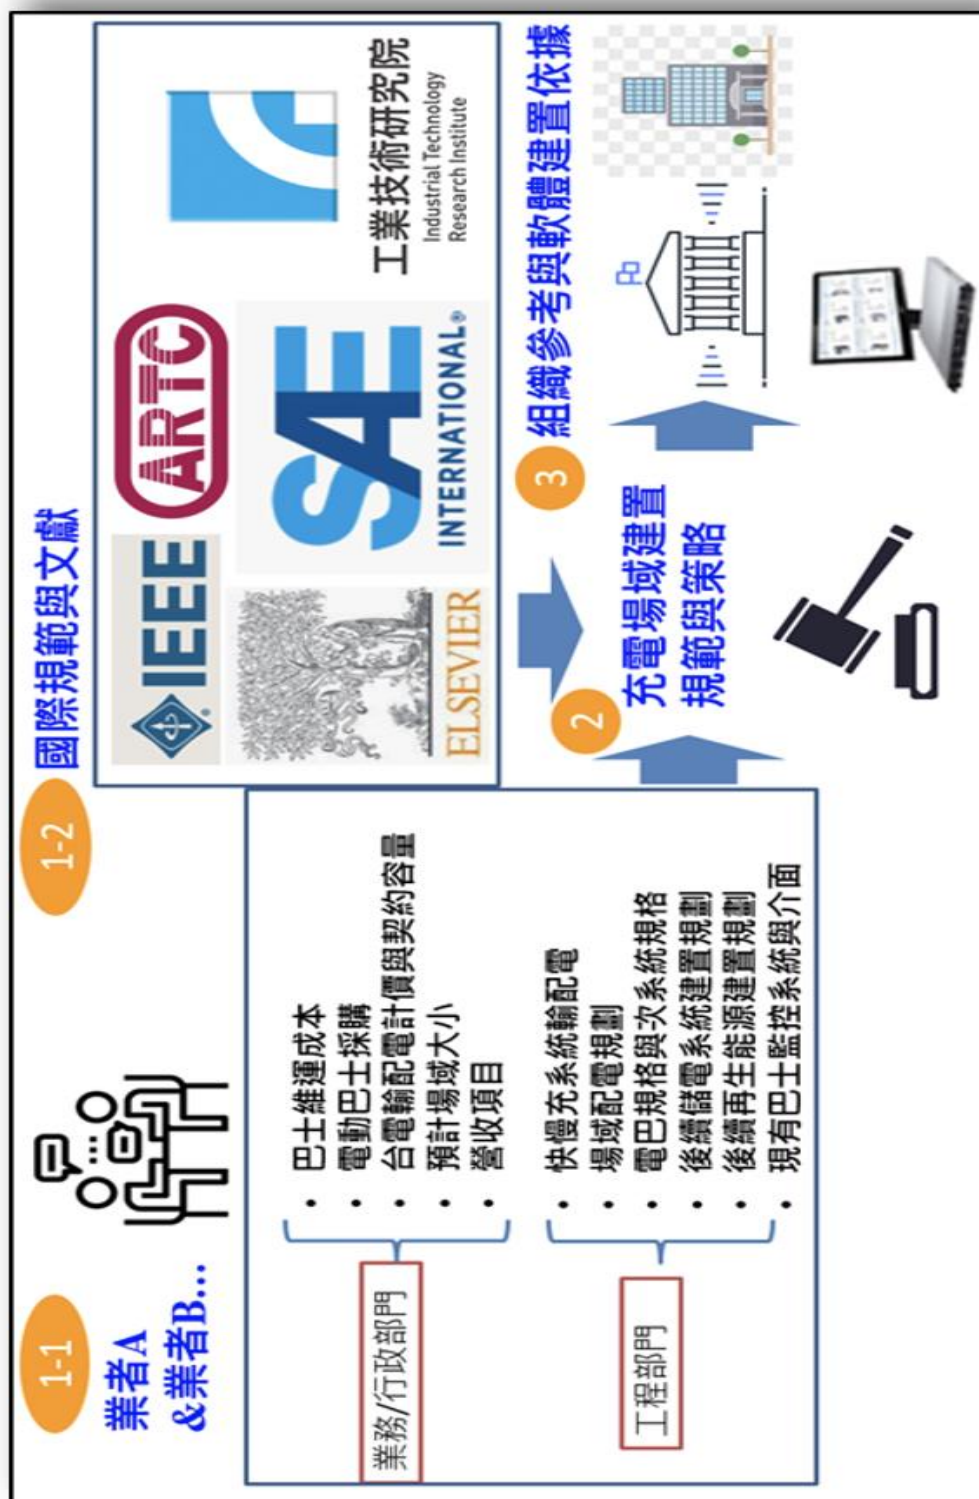 1-1
業者A
&業者B...
業務/行政部門
• 巴士維運成本
• 電動巴士採購
• 台電輸配電計價與契約容量
• 預計場域大小
• 營收項目
工程部門
• 快慢充系統輸配電
• 場域配電規劃
• 電巴規格與次系統規格
• 後續儲電系統建置規劃
• 後續再生能源建置規劃
• 現有巴士監控系統與介面
1-2
國際規範與文獻
IEEE
ARTC
ELSEVIER
SAE
INTERNATIONAL®
工業技術研究院
Industrial Technology
Research Institute
2
充電場域建置
規範與策略
3
組織參考與軟體建置依據